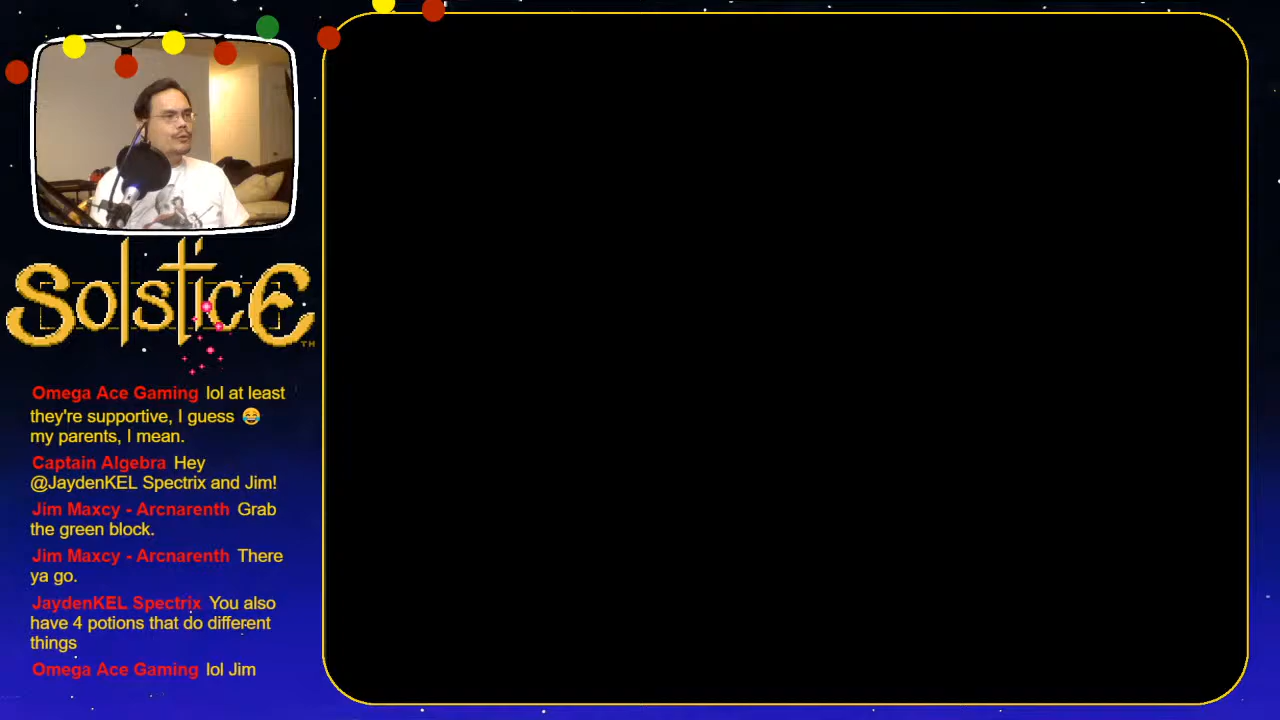 Solstice
TM
Omega Ace Gaming lol at least
they're supportive, I guess 😂
my parents, I mean.
Captain Algebra Hey
@JaydenKEL Spectrix and Jim!
Jim Maxcy - Arcnarenth Grab
the green block.
Jim Maxcy - Arcnarenth There
ya go.
JaydenKEL Spectrix You also
have 4 potions that do different
things
Omega Ace Gaming lol Jim